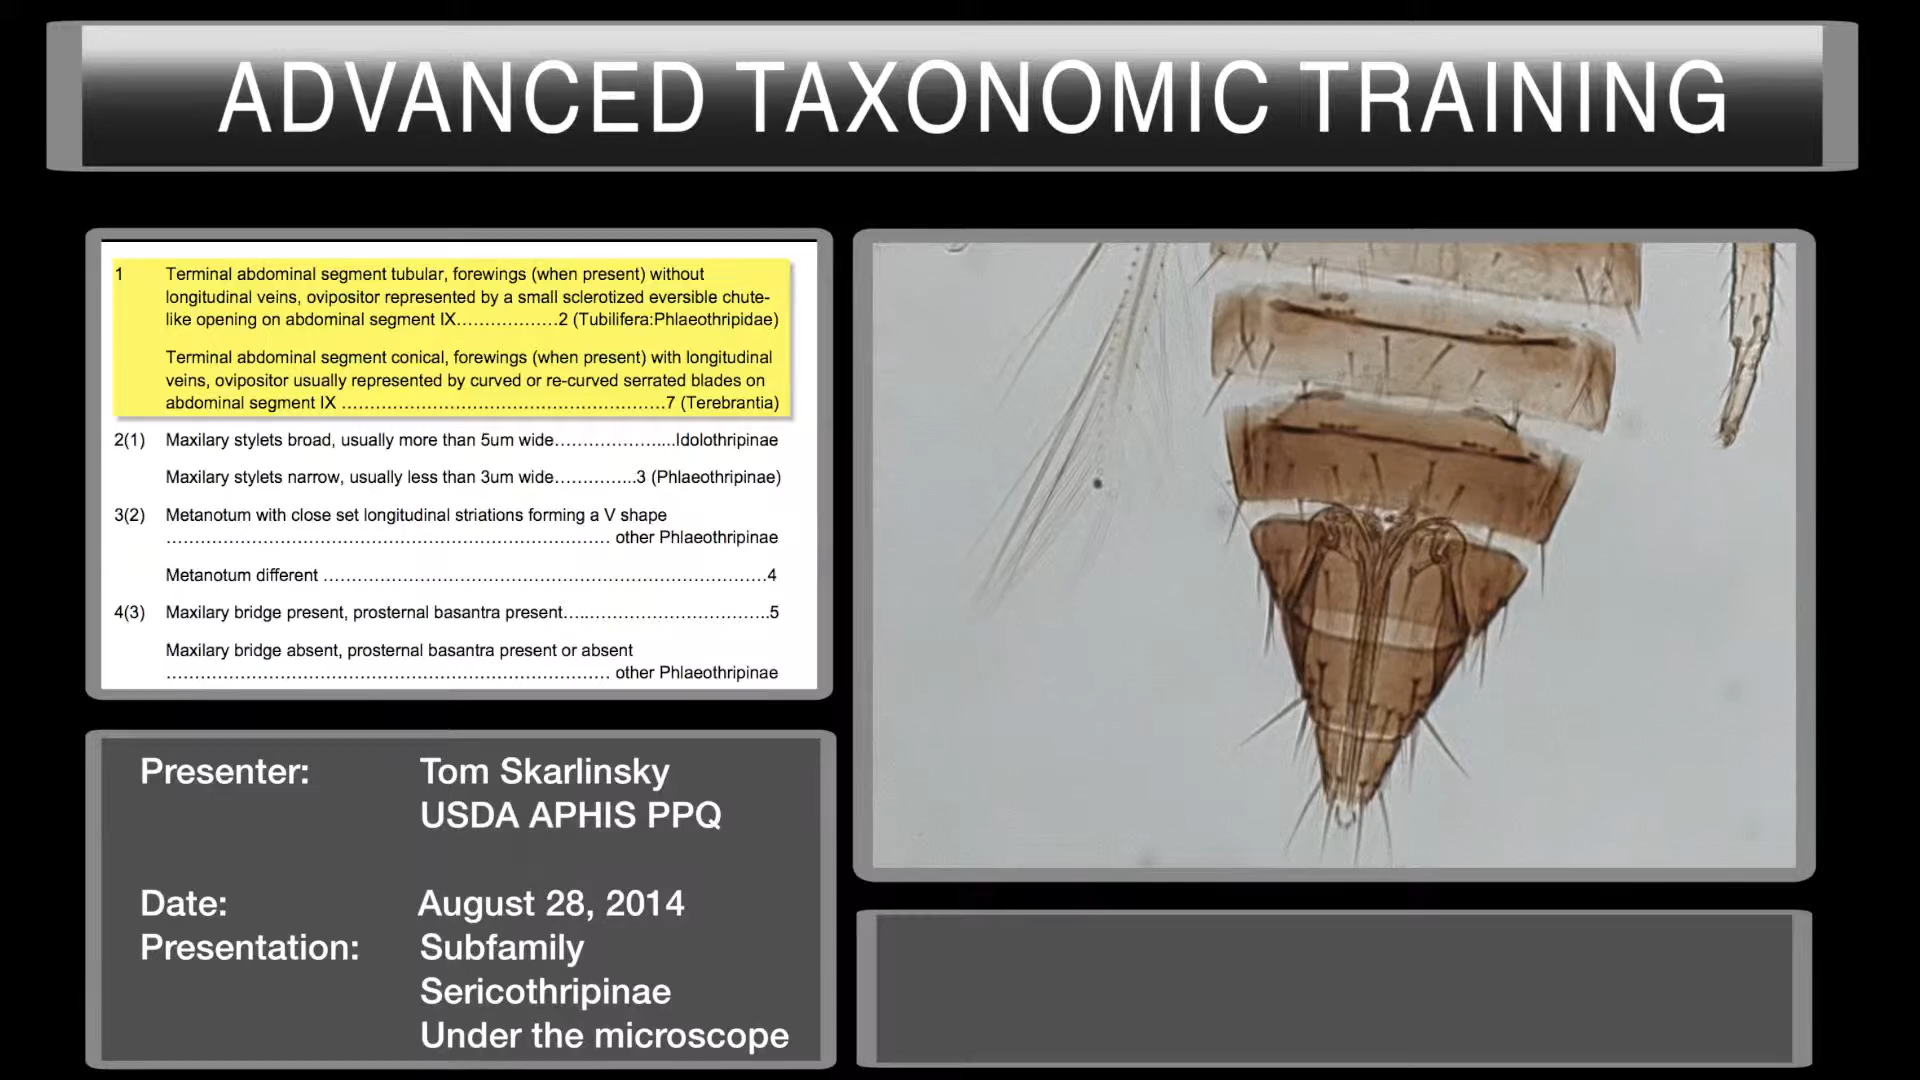 ADVANCED TAXONOMIC TRAINING
1 Terminal abdominal segment tubular, forewings (when present) without
longitudinal veins, ovipositor represented by a small sclerotized eversible chute-
like opening on abdominal segment IX..................2 (Tubilifera:Phlaeothripidae)
Terminal abdominal segment conical, forewings (when present) with longitudinal
veins, ovipositor usually represented by curved or re-curved serrated blades on
abdominal segment IX ..........................................................7 (Terebrantia)
2(1) Maxilary stylets broad, usually more than 5um wide......................Idolothripinae
Maxilary stylets narrow, usually less than 3um wide...............3 (Phlaeothripinae)
3(2) Metanotum with close set longitudinal striations forming a V shape
............................................................................... other Phlaeothripinae
Metanotum different ...............................................................................4
4(3) Maxilary bridge present, prosternal basantra present.....................................5
Maxilary bridge absent, prosternal basantra present or absent
............................................................................... other Phlaeothripinae
Presenter: Tom Skarlinsky
USDA APHIS PPQ
Date: August 28, 2014
Presentation: Subfamily
Sericothripinae
Under the microscope